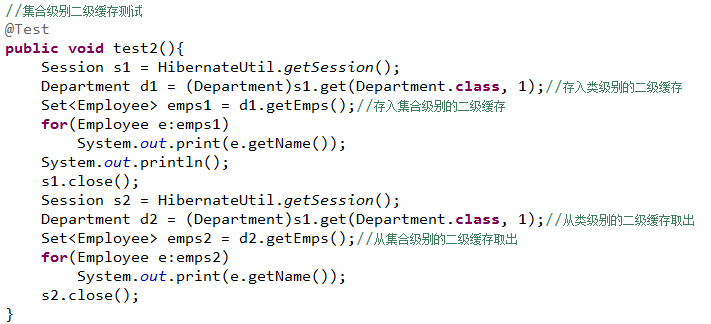 //集合级别二级缓存测试
@Test
public void test2(){
    Session s1 = HibernateUtil.getSession();
    Department d1 = (Department)s1.get(Department.class, 1);//存入类级别的二级缓存
    Set<Employee> emps1 = d1.getEmps();//存入集合级别的二级缓存
    for(Employee e:emps1)
        System.out.print(e.getName());
    System.out.println();
    s1.close();
    Session s2 = HibernateUtil.getSession();
    Department d2 = (Department)s1.get(Department.class, 1);//从类级别的二级缓存取出
    Set<Employee> emps2 = d2.getEmps();//从集合级别的二级缓存取出
    for(Employee e:emps2)
        System.out.print(e.getName());
    s2.close();
}